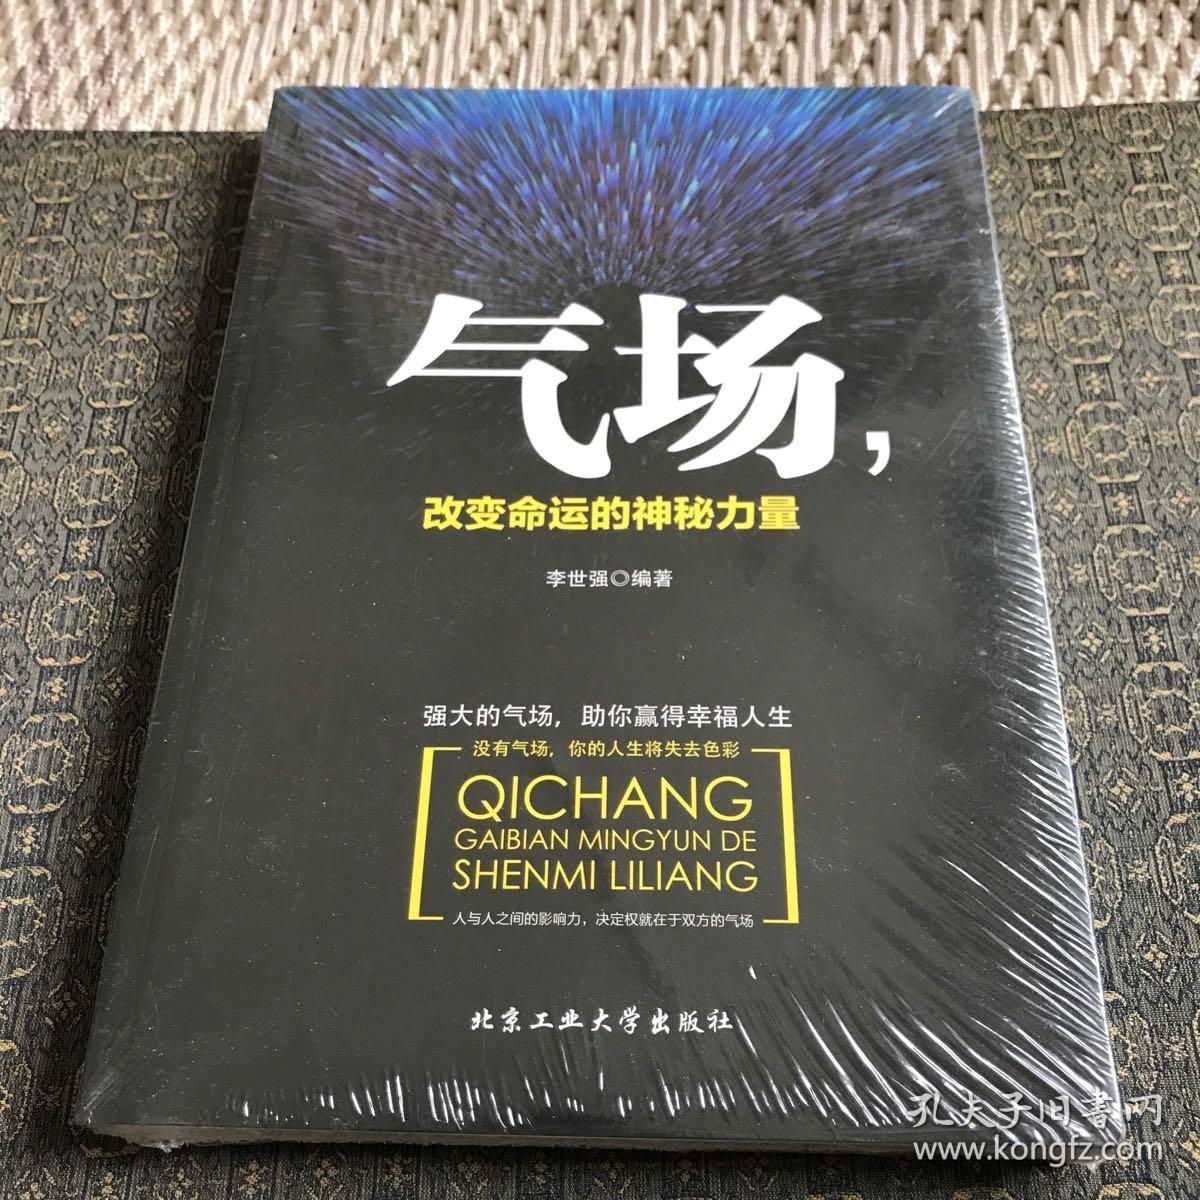 气场，
改变命运的神秘力量
李世强◎编著
强大的气场，助你赢得幸福人生
没有气场，你的人生将失去色彩
QICHANG
GAIBIAN MINGYUN DE
SHENMI LILIANG
人与人之间的影响力，决定权就在于双方的气场
北京工业大学出版社
孔夫子旧書网
www.kongfz.com